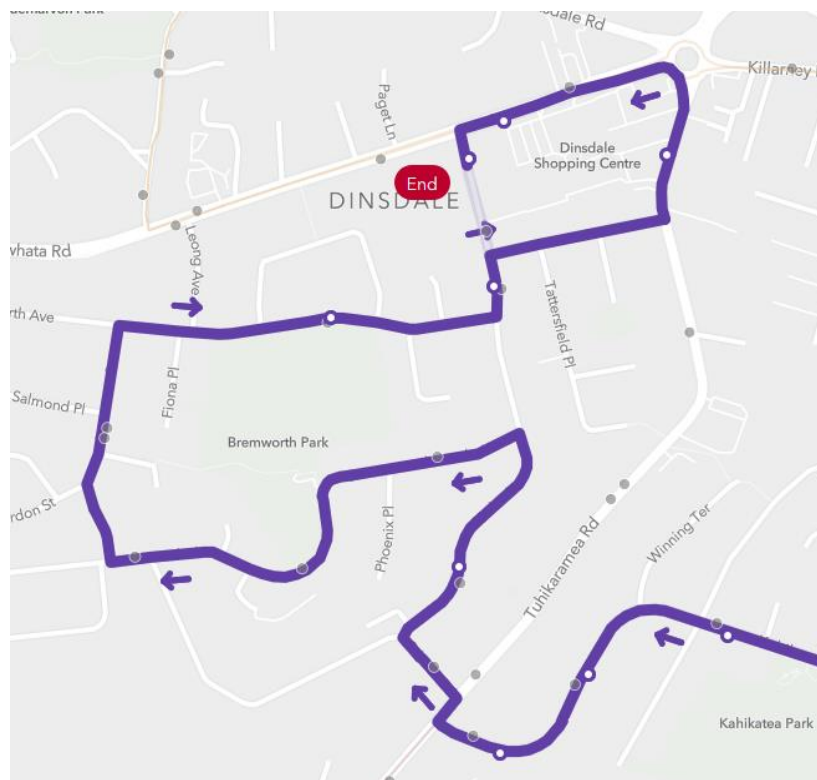 Killarney
Paget Ln
Dinsdale
Shopping Centre
End
DINSDALE
Leong Ave
Tattersfield Pl
Fiona Pl
Salmond Pl
Bremworth Park
Phoenix Pl
Tuhikaramea Rd
Winning Ter
Kahikatea Park